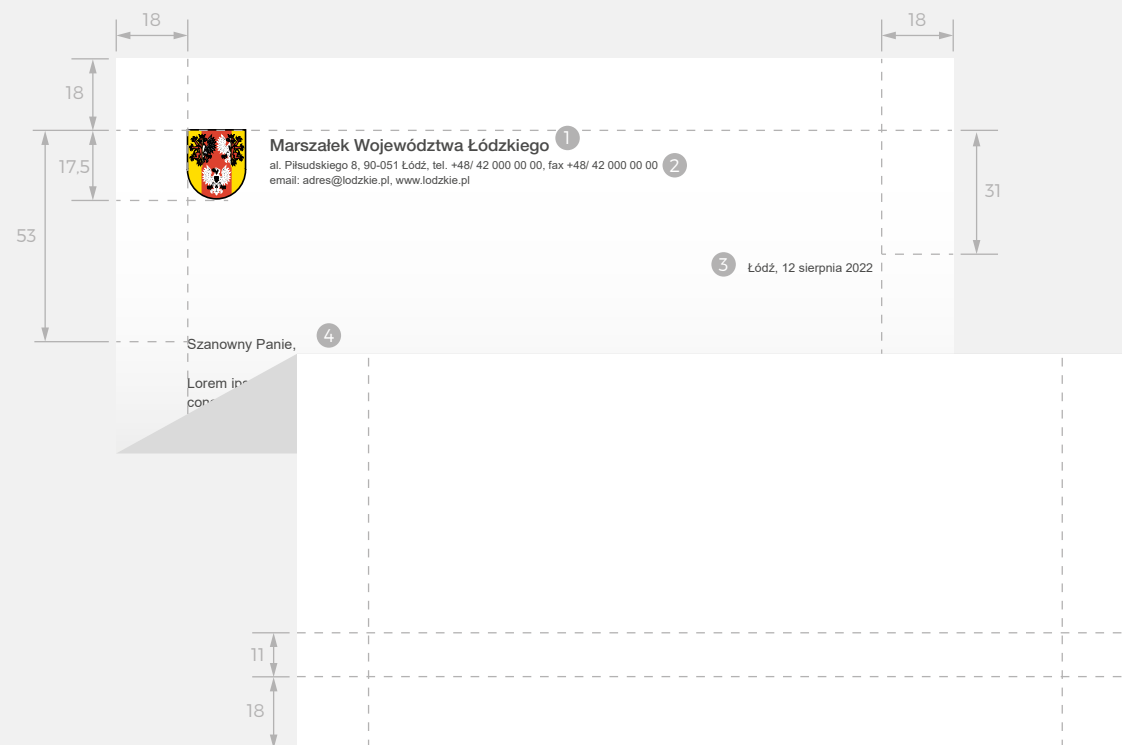 18
18
18
Marszałek Województwa Łódzkiego 1
al. Piłsudskiego 8, 90-051 Łódź, tel. +48/ 42 000 00 00, fax +48/ 42 000 00 00 2
17,5
email: adres@lodzkie.pl, www.lodzkie.pl
31
53
3 Łódź, 12 sierpnia 2022
4
Szanowny Panie,
Lorem
11
18